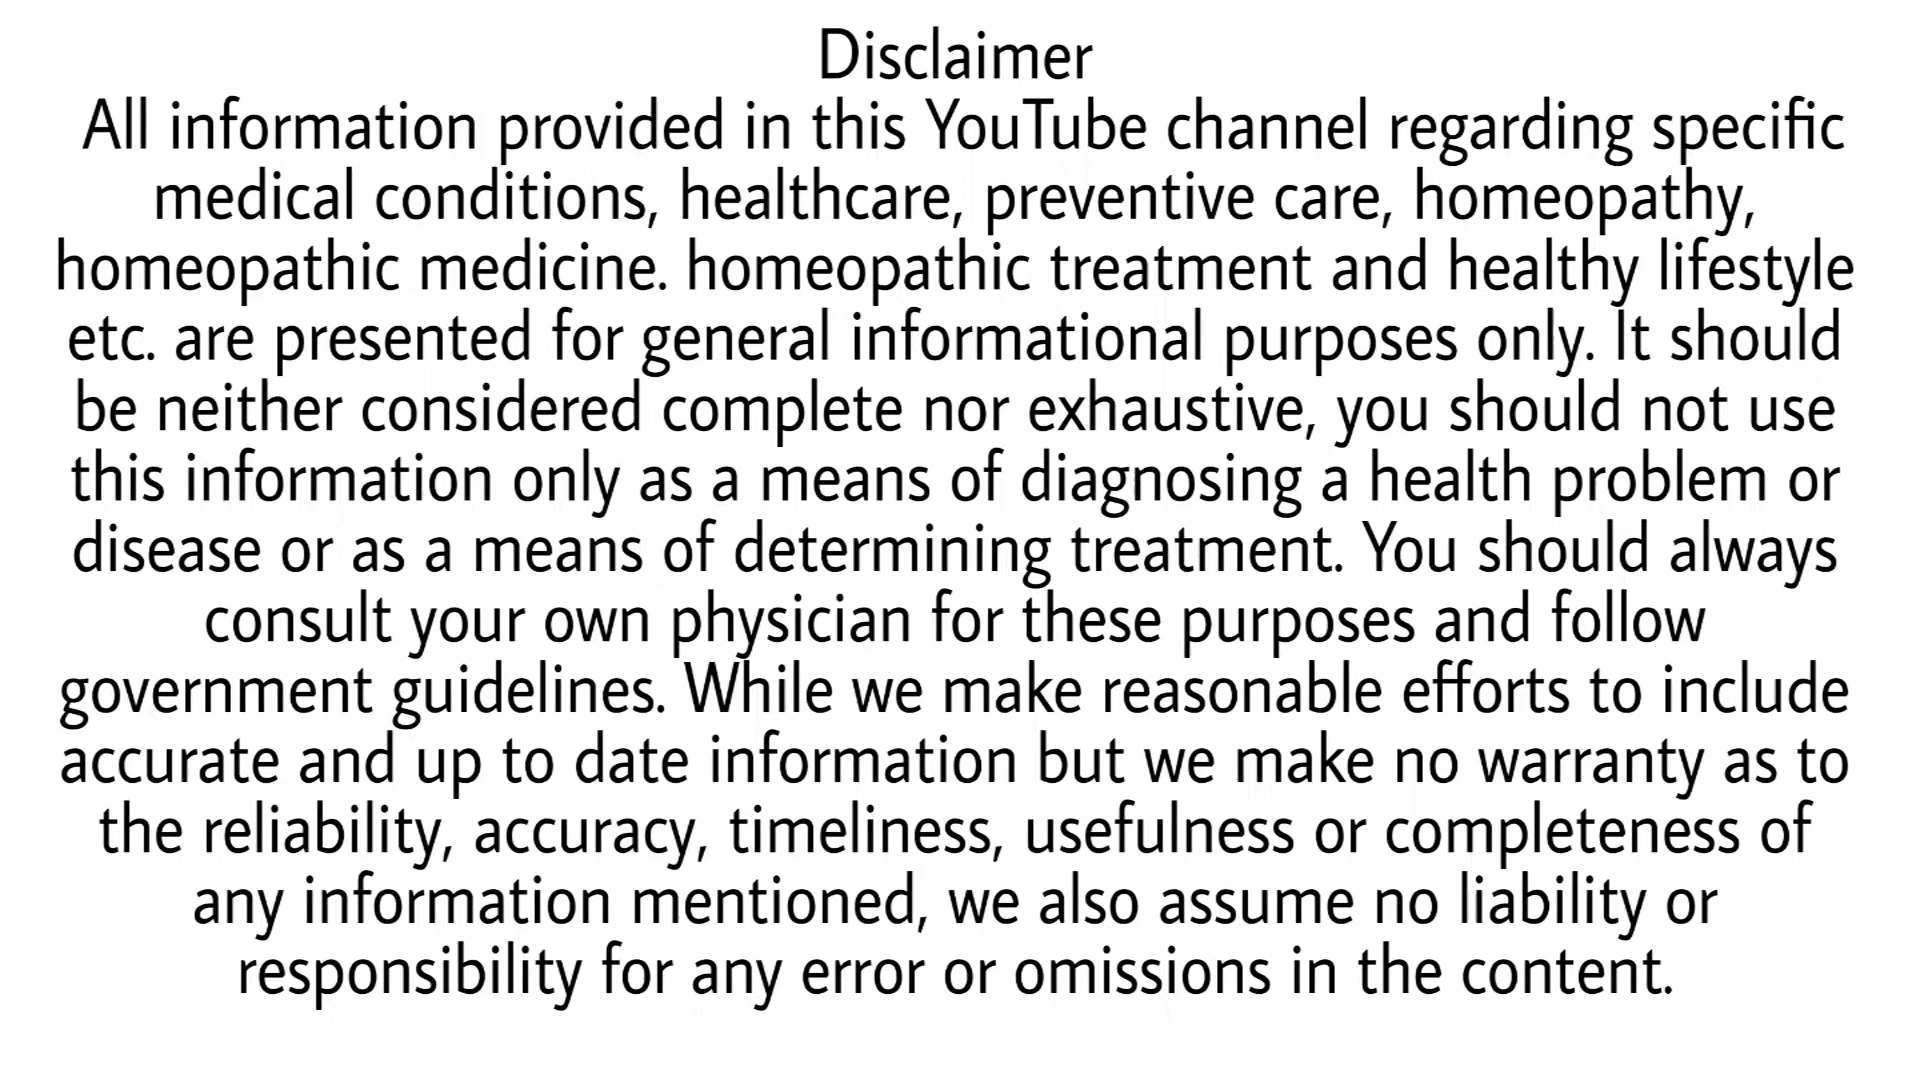 Disclaimer
All information provided in this YouTube channel regarding specific
medical conditions, healthcare, preventive care, homeopathy,
homeopathic medicine. homeopathic treatment and healthy lifestyle
etc. are presented for general informational purposes only. It should
be neither considered complete nor exhaustive, you should not use
this information only as a means of diagnosing a health problem or
disease or as a means of determining treatment. You should always
consult your own physician for these purposes and follow
government guidelines. While we make reasonable efforts to include
accurate and up to date information but we make no warranty as to
the reliability, accuracy, timeliness, usefulness or completeness of
any information mentioned, we also assume no liability or
responsibility for any error or omissions in the content.